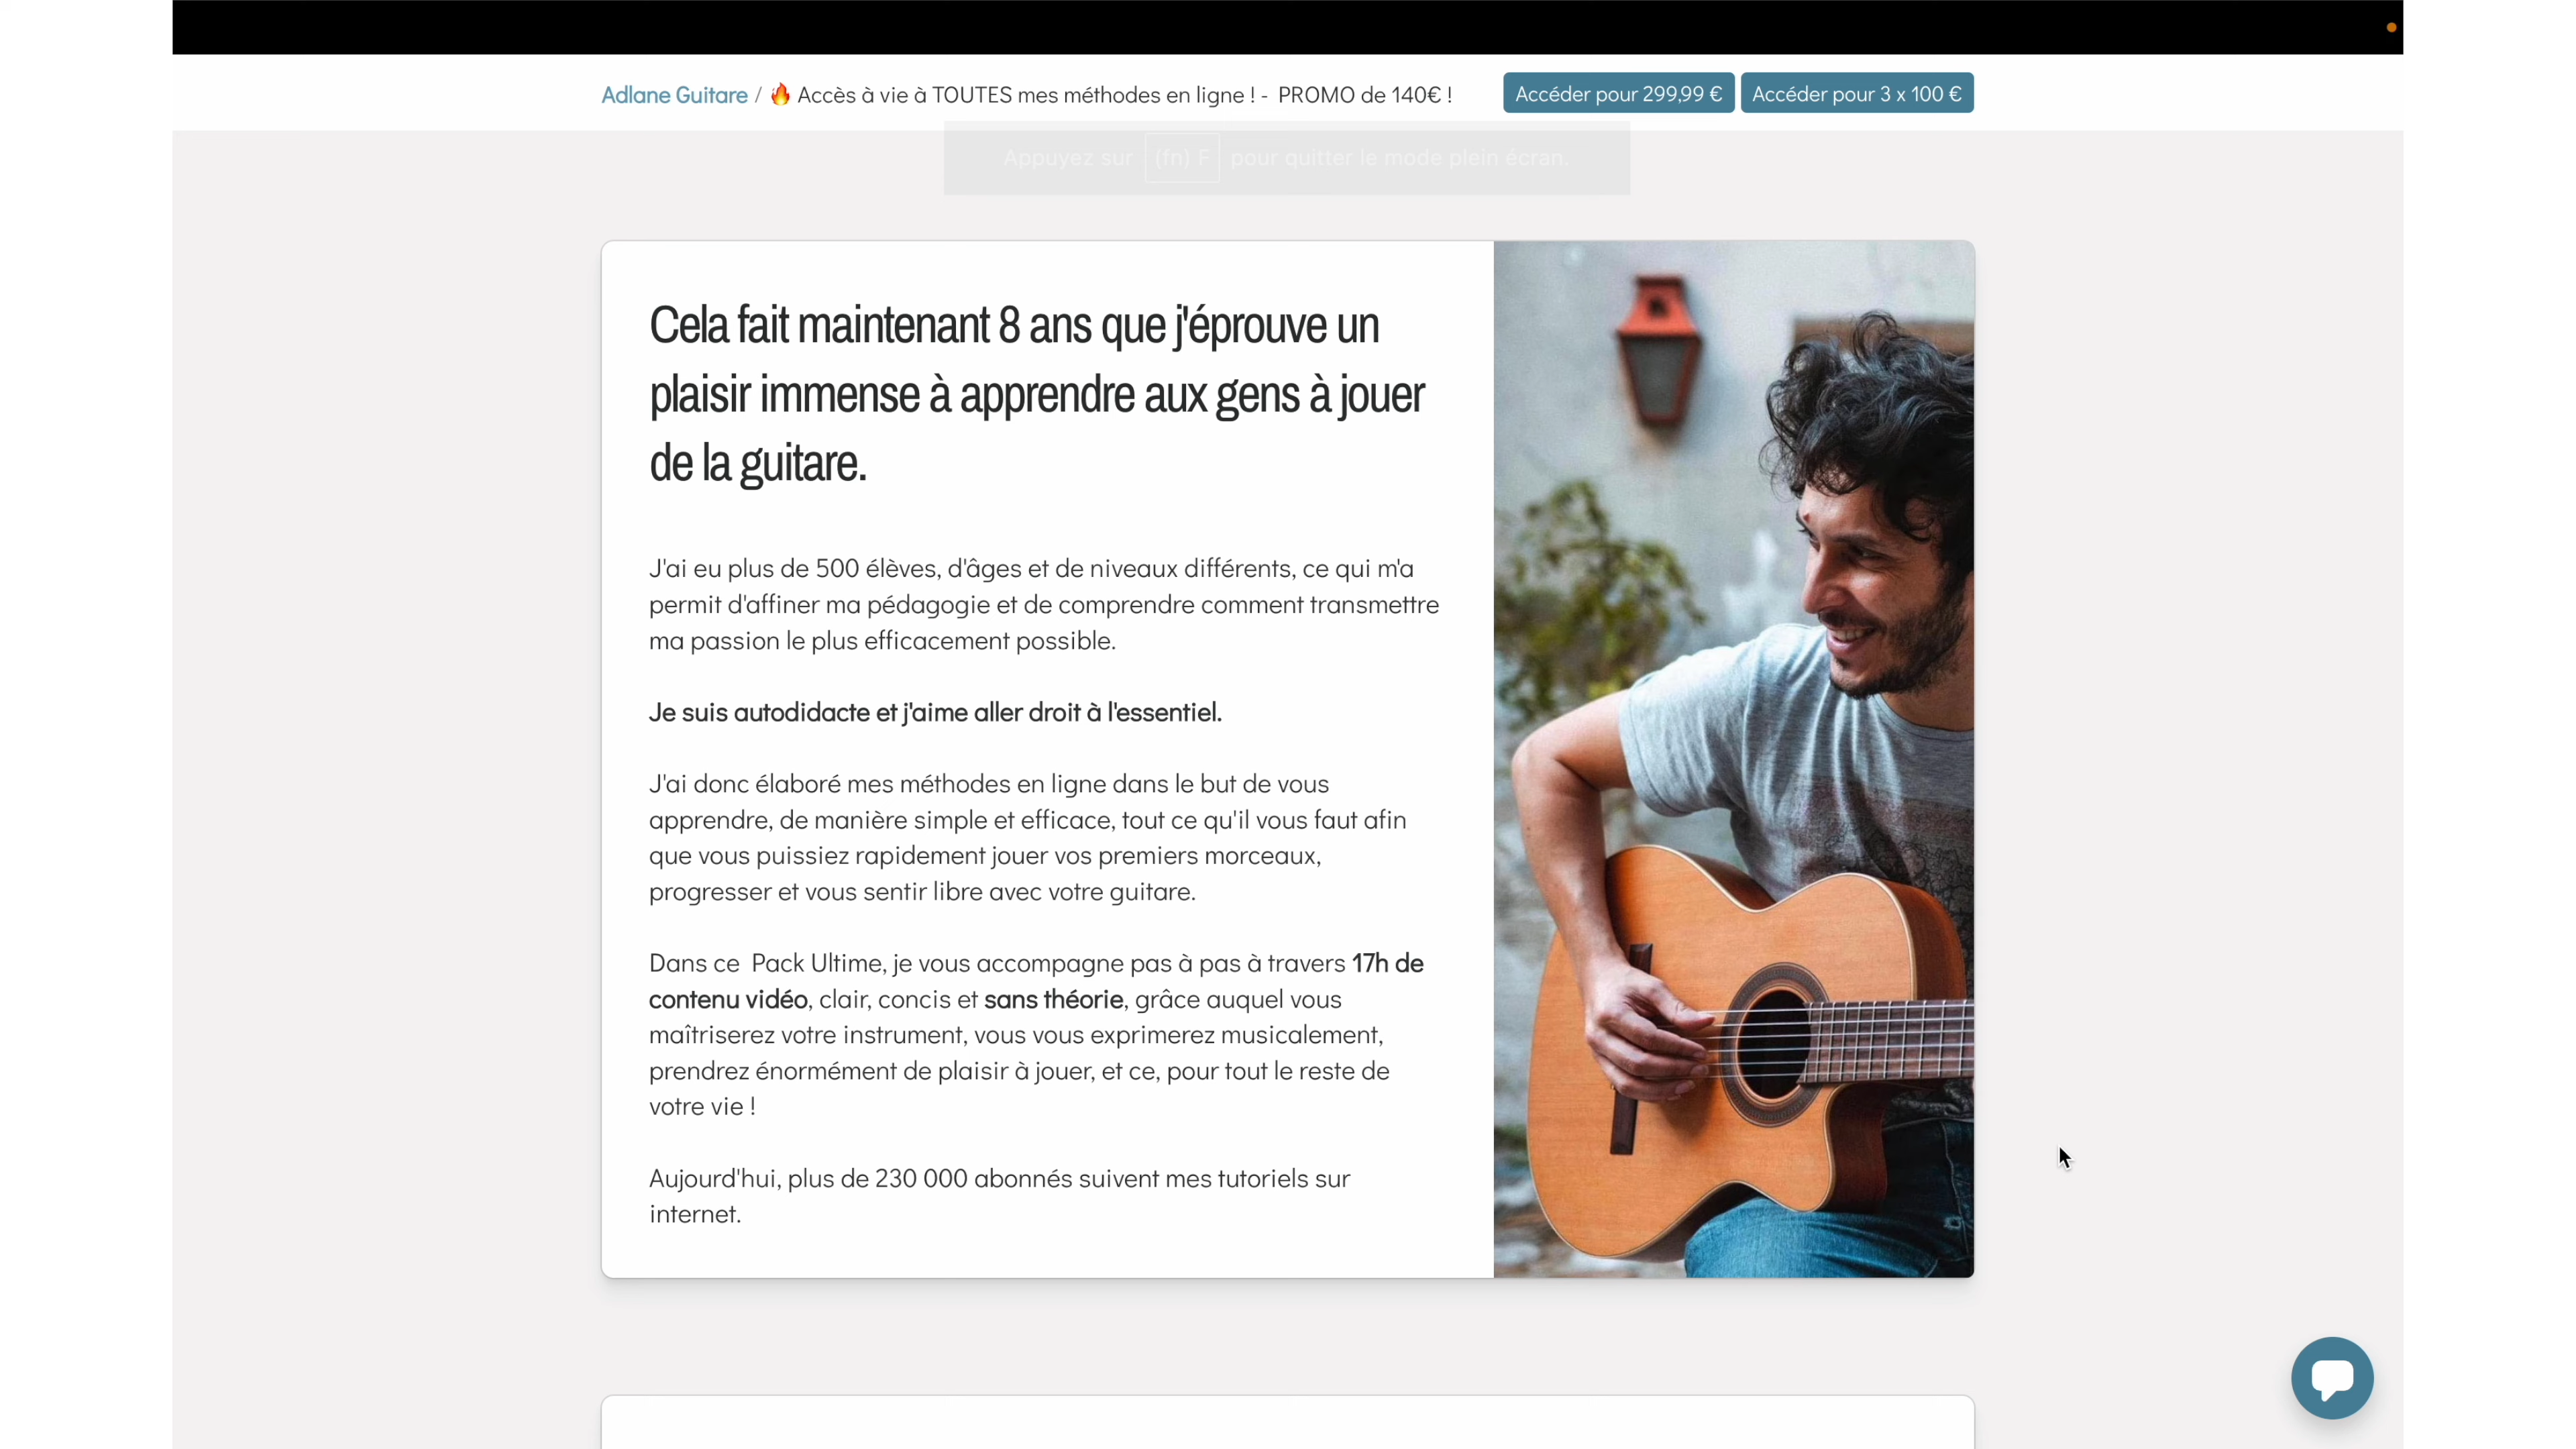 Adlane Guitare / 🔥 Accès à vie à TOUTES mes méthodes en ligne ! - PROMO de 140€ !
Accéder pour 299,99 €
Accéder pour 3 x 100 €
Appuyez sur (fn) F pour quitter le mode plein écran.
Cela fait maintenant 8 ans que j'éprouve un
plaisir immense à apprendre aux gens à jouer
de la guitare.
J'ai eu plus de 500 élèves, d'âges et de niveaux différents, ce qui m'a
permit d'affiner ma pédagogie et de comprendre comment transmettre
ma passion le plus efficacement possible.
Je suis autodidacte et j'aime aller droit à l'essentiel.
J'ai donc élaboré mes méthodes en ligne dans le but de vous
apprendre, de manière simple et efficace, tout ce qu'il vous faut afin
que vous puissiez rapidement jouer vos premiers morceaux,
progresser et vous sentir libre avec votre guitare.
Dans ce  Pack Ultime, je vous accompagne pas à pas à travers 17h de
contenu vidéo, clair, concis et sans théorie, grâce auquel vous
maîtriserez votre instrument, vous vous exprimerez musicalement,
prendrez énormément de plaisir à jouer, et ce, pour tout le reste de
votre vie !
Aujourd'hui, plus de 230 000 abonnés suivent mes tutoriels sur
internet.